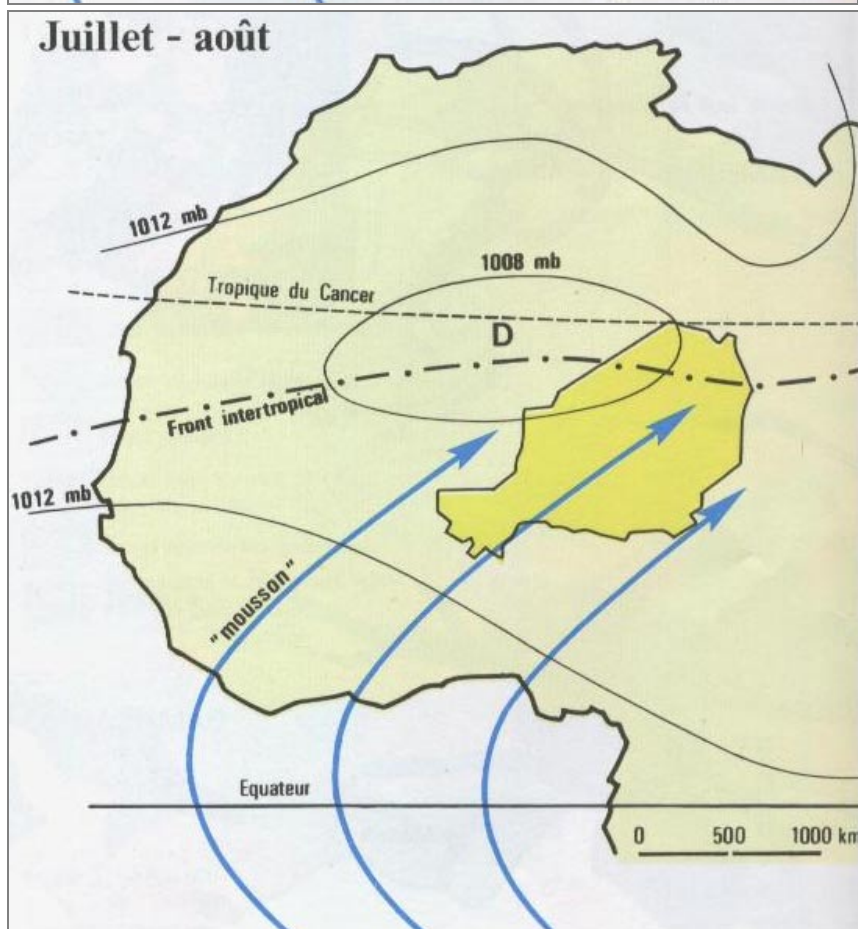 Juillet - août
1012 mb
1008 mb
Tropique du Cancer
D
Front intertropical
1012 mb
"mousson"
Equateur
0 500 1000 km